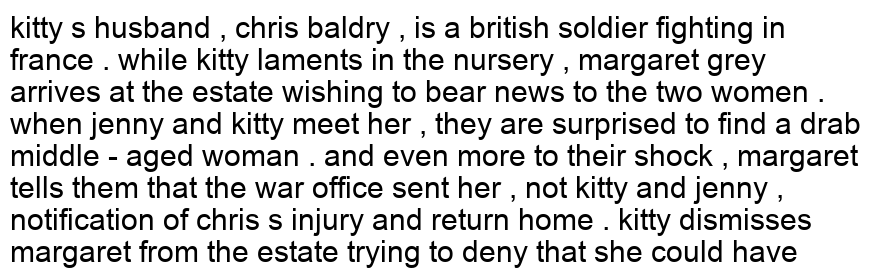 kitty s husband , chris baldry , is a british soldier fighting in
france . while kitty laments in the nursery , margaret grey
arrives at the estate wishing to bear news to the two women .
when jenny and kitty meet her , they are surprised to find a drab
middle - aged woman . and even more to their shock , margaret
tells them that the war office sent her , not kitty and jenny ,
notification of chris s injury and return home . kitty dismisses
margaret from the estate trying to deny that she could have